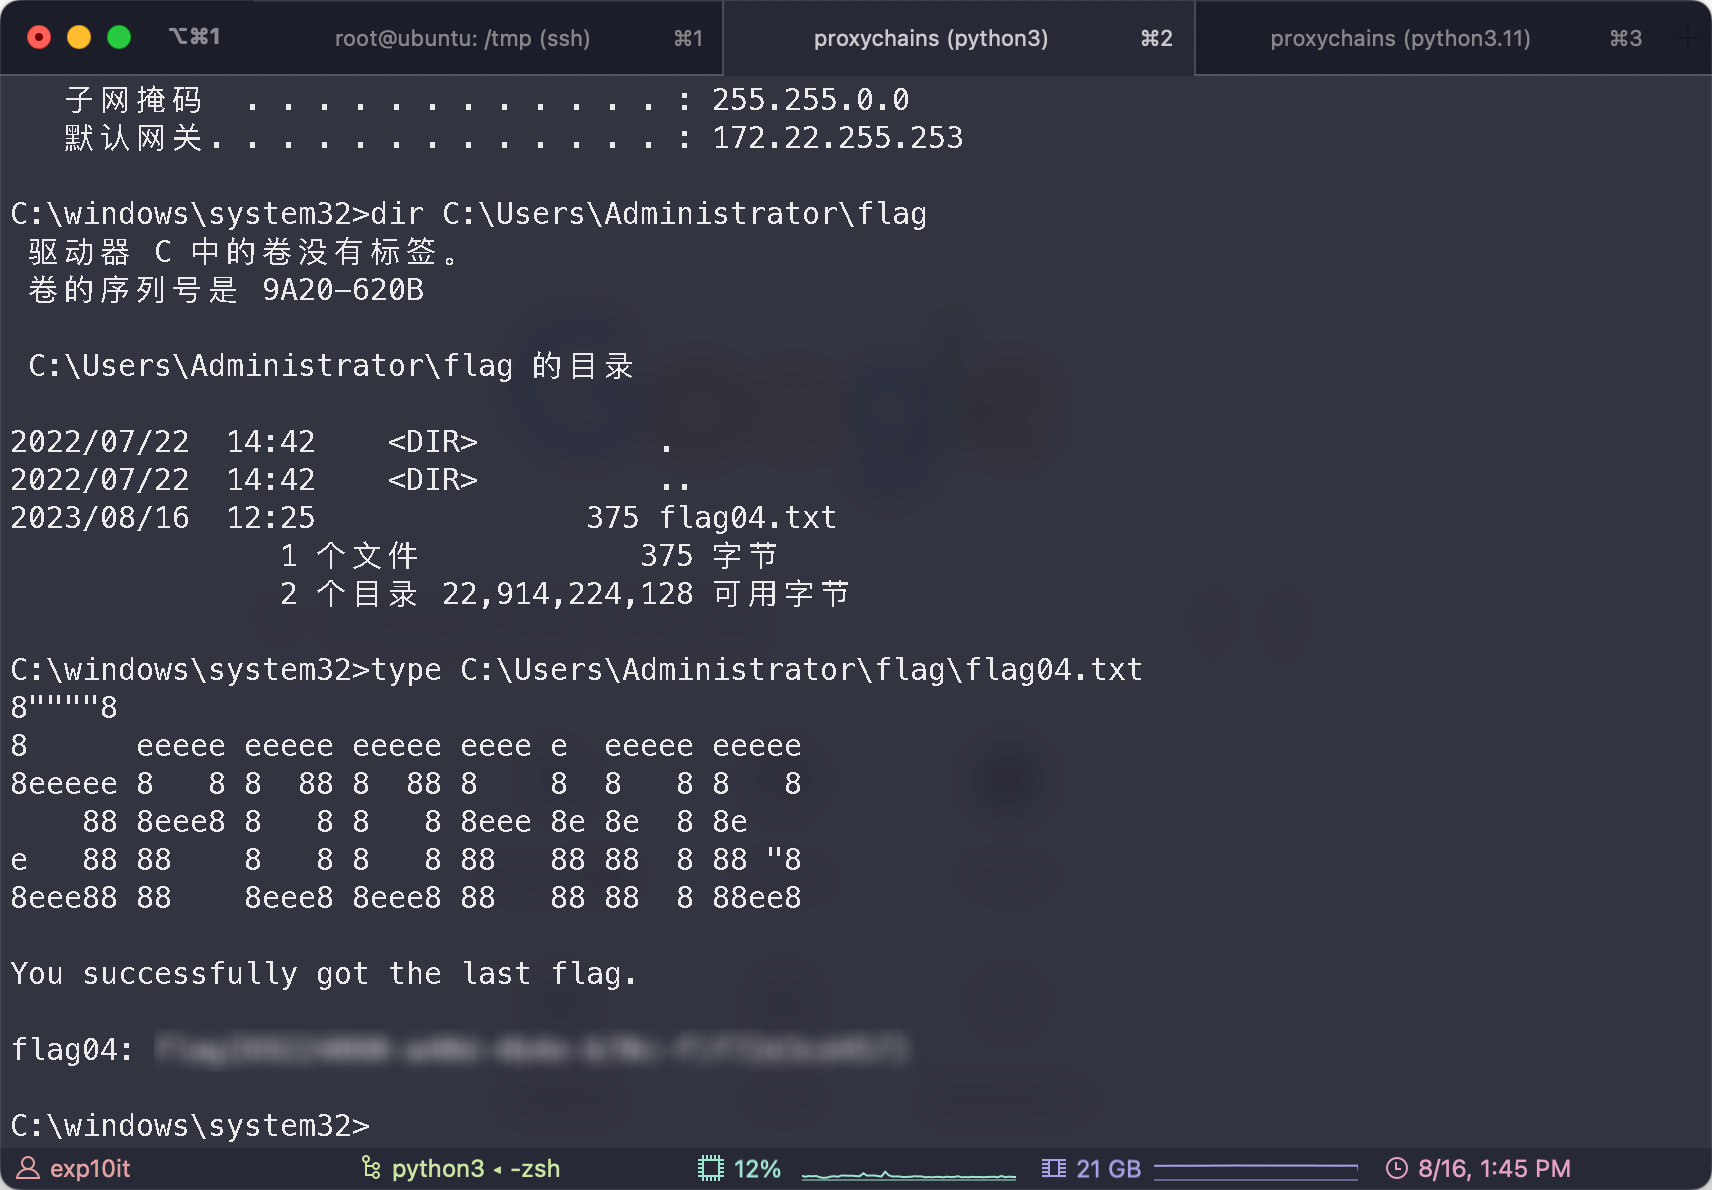 ⌥⌘1 root@ubuntu: /tmp (ssh) ⌘1 proxychains (python3) ⌘2 proxychains (python3.11) ⌘3
子网掩码  . . . . . . . . . . . . : 255.255.0.0
默认网关. . . . . . . . . . . . . : 172.22.255.253
C:\windows\system32>dir C:\Users\Administrator\flag
驱动器 C 中的卷没有标签。
卷的序列号是 9A20-620B
C:\Users\Administrator\flag 的目录
2022/07/22  14:42    <DIR>          .
2022/07/22  14:42    <DIR>          ..
2023/08/16  12:25               375 flag04.txt
               1 个文件            375 字节
               2 个目录 22,914,224,128 可用字节
C:\windows\system32>type C:\Users\Administrator\flag\flag04.txt
8""""8
8      eeeee eeeee eeeee eeee e  eeeee eeeee
8eeeee 8   8 8  88 8  88 8    8  8   8 8   8
    88 8eee8 8   8 8   8 8eee 8e 8e  8 8e
e   88 88    8   8 8   8 88   88 88  8 88 "8
8eee88 88    8eee8 8eee8 88   88 88  8 88ee8
You successfully got the last flag.
flag04:
C:\windows\system32>
exp10it python3 ◂ -zsh 12% 21 GB 8/16, 1:45 PM